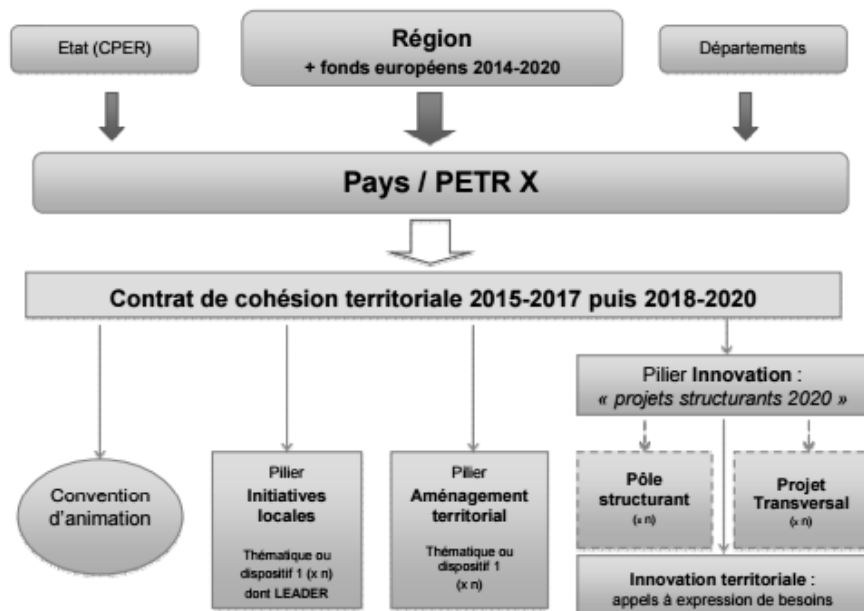 Etat (CPER)
Région
+ fonds européens 2014-2020
Départements
Pays / PETR X
Contrat de cohésion territoriale 2015-2017 puis 2018-2020
Convention
d'animation
Pilier
Initiatives
locales
Thématique ou
dispositif 1 (x n)
dont LEADER
Pilier
Aménagement
territorial
Thématique ou
dispositif 1
(x n)
Pilier Innovation :
« projets structurants 2020 »
Pôle
structurant
(x n)
Projet
Transversal
(x n)
Innovation territoriale :
appels à expression de besoins